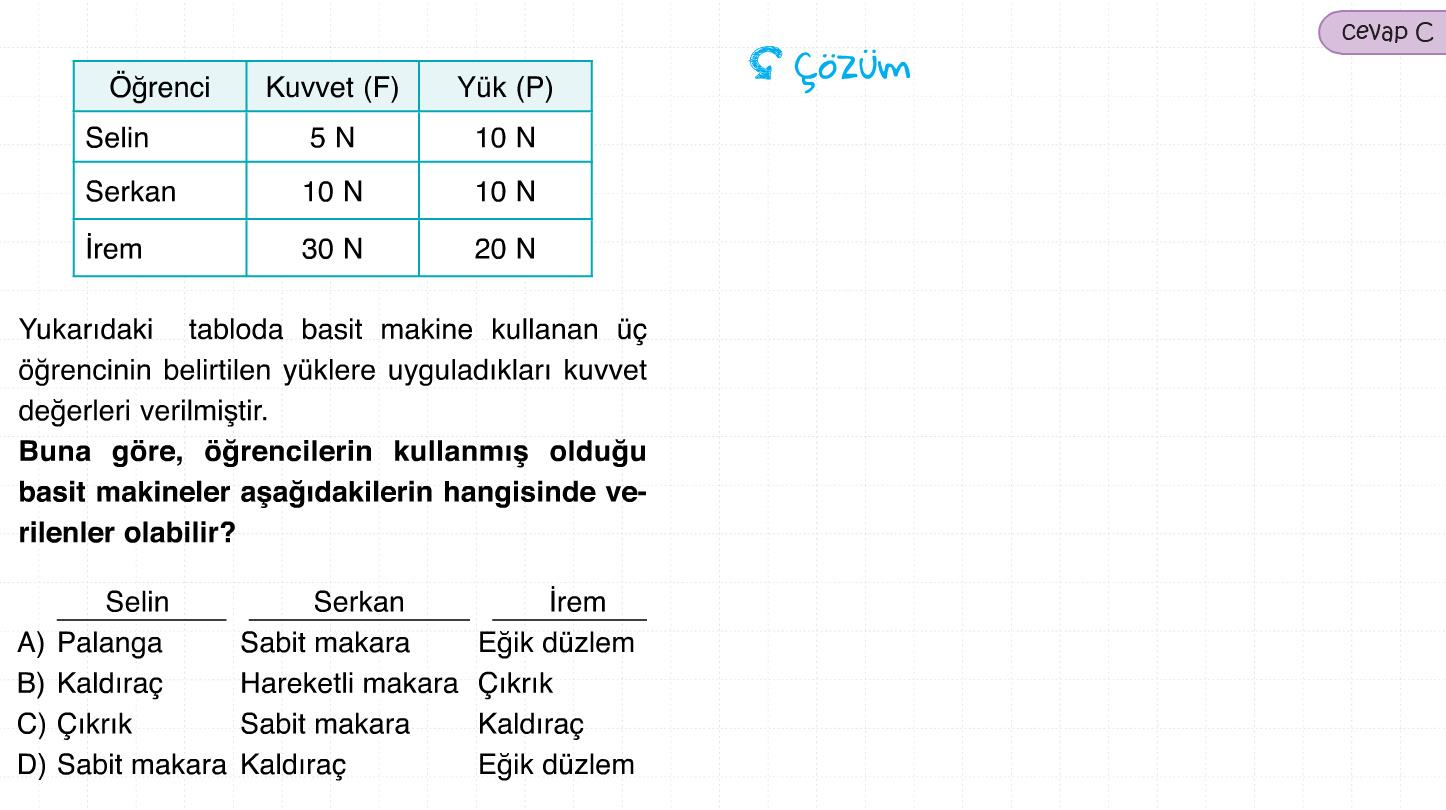 cevap C
Çözüm
Öğrenci Kuvvet (F) Yük (P)
Selin 5 N 10 N
Serkan 10 N 10 N
İrem 30 N 20 N
Yukarıdaki tabloda basit makine kullanan üç
öğrencinin belirtilen yüklere uyguladıkları kuvvet
değerleri verilmiştir.
Buna göre, öğrencilerin kullanmış olduğu
basit makineler aşağıdakilerin hangisinde ve-
rilenler olabilir?
Selin Serkan İrem
A) Palanga Sabit makara Eğik düzlem
B) Kaldıraç Hareketli makara Çıkrık
C) Çıkrık Sabit makara Kaldıraç
D) Sabit makara Kaldıraç Eğik düzlem